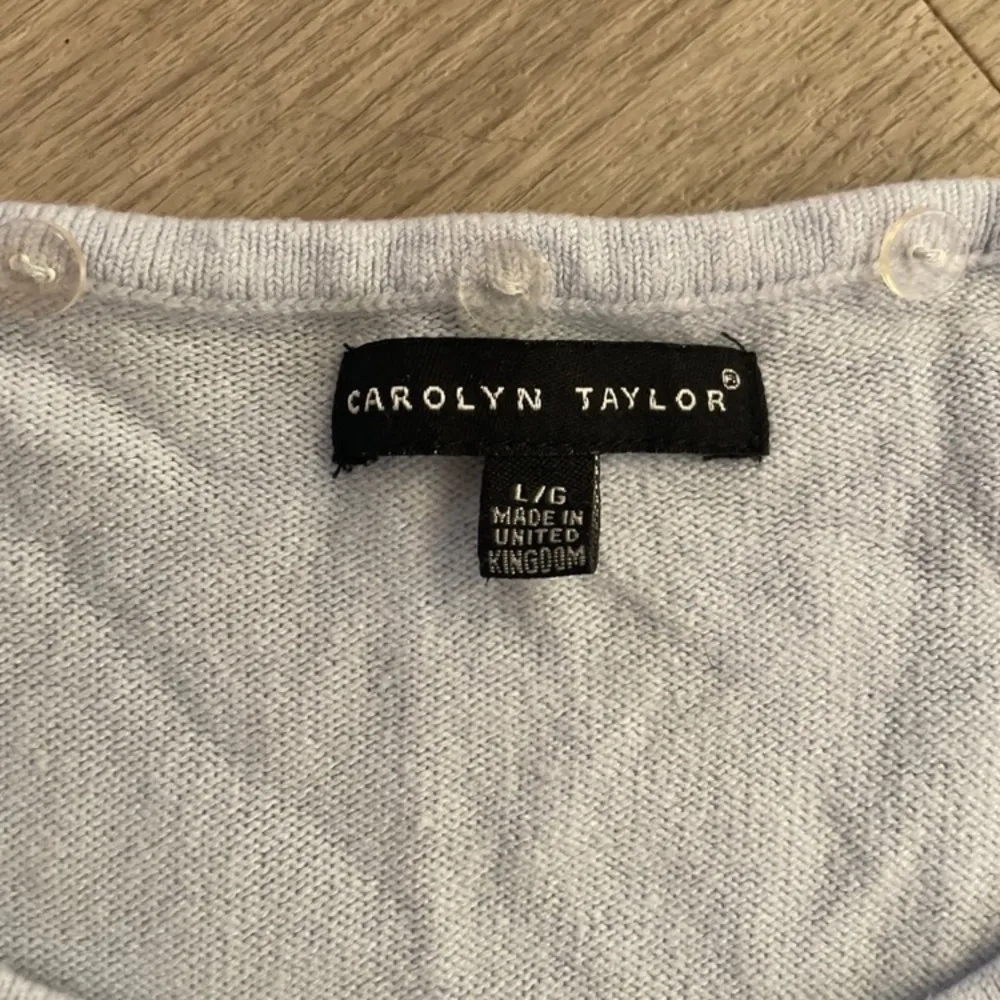 CAROLYN TAYLOR®
L/G
MADE IN
UNITED
KINGDOM